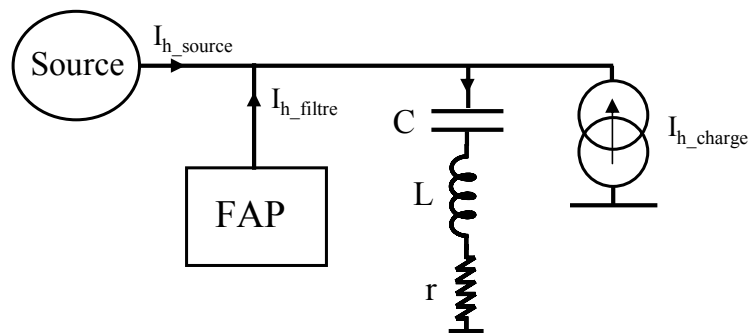 I_h_source
Source
I_h_filtre
C
I_h_charge
L
FAP
r